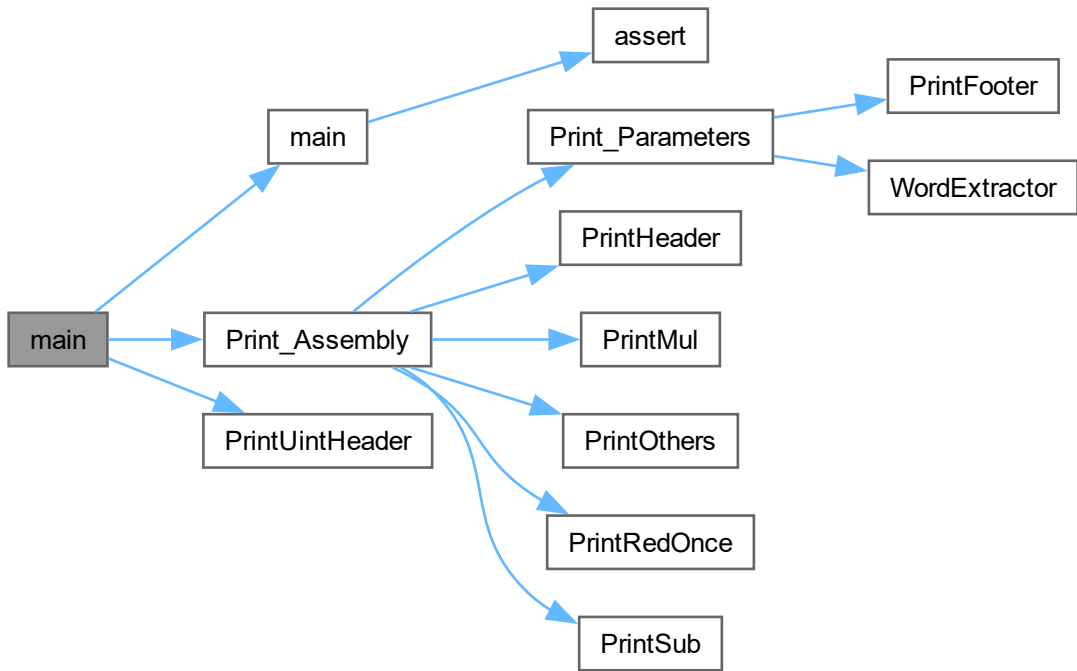 assert
main
Print_Parameters
PrintFooter
WordExtractor
PrintHeader
main
Print_Assembly
PrintMul
PrintUintHeader
PrintOthers
PrintRedOnce
PrintSub